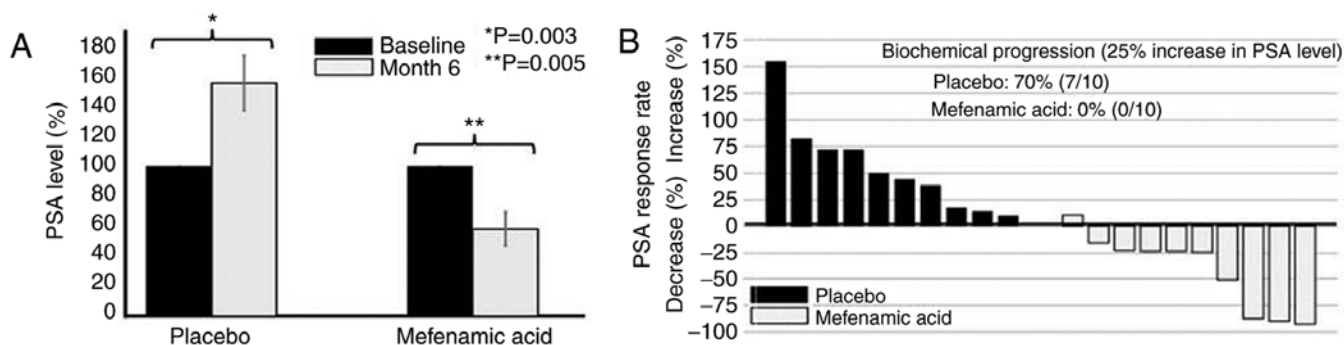 A
PSA level (%)
180
160
140
120
100
80
60
40
20
0
*
**
Baseline
Month 6
*P=0.003
**P=0.005
Placebo
Mefenamic acid
B
PSA response rate
Decrease (%) Increase (%)
175
150
125
100
75
50
25
0
−25
−50
−75
−100
Biochemical progression (25% increase in PSA level)
Placebo: 70% (7/10)
Mefenamic acid: 0% (0/10)
Placebo
Mefenamic acid